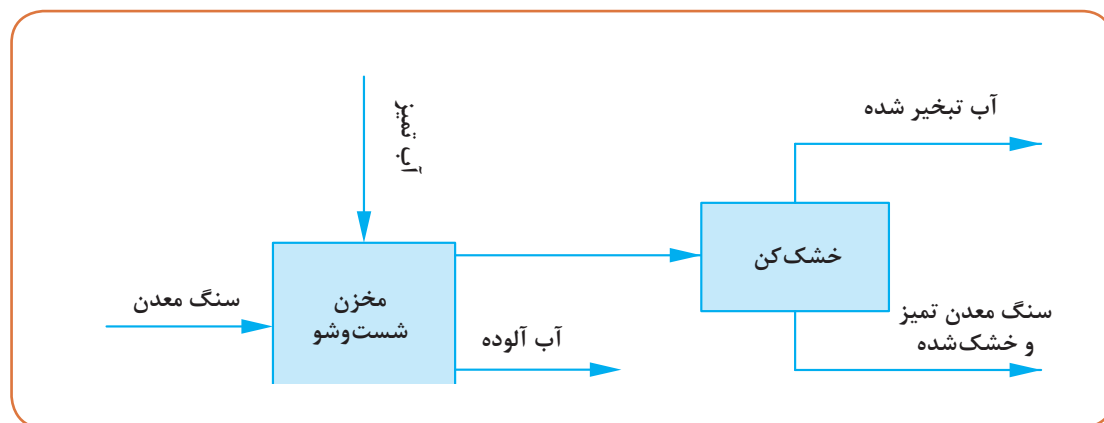 آب تبخیر شده
آب تمیز
خشک‌کن
سنگ معدن
مخزن
شست‌وشو
سنگ معدن تمیز
و خشک‌شده
آب آلوده